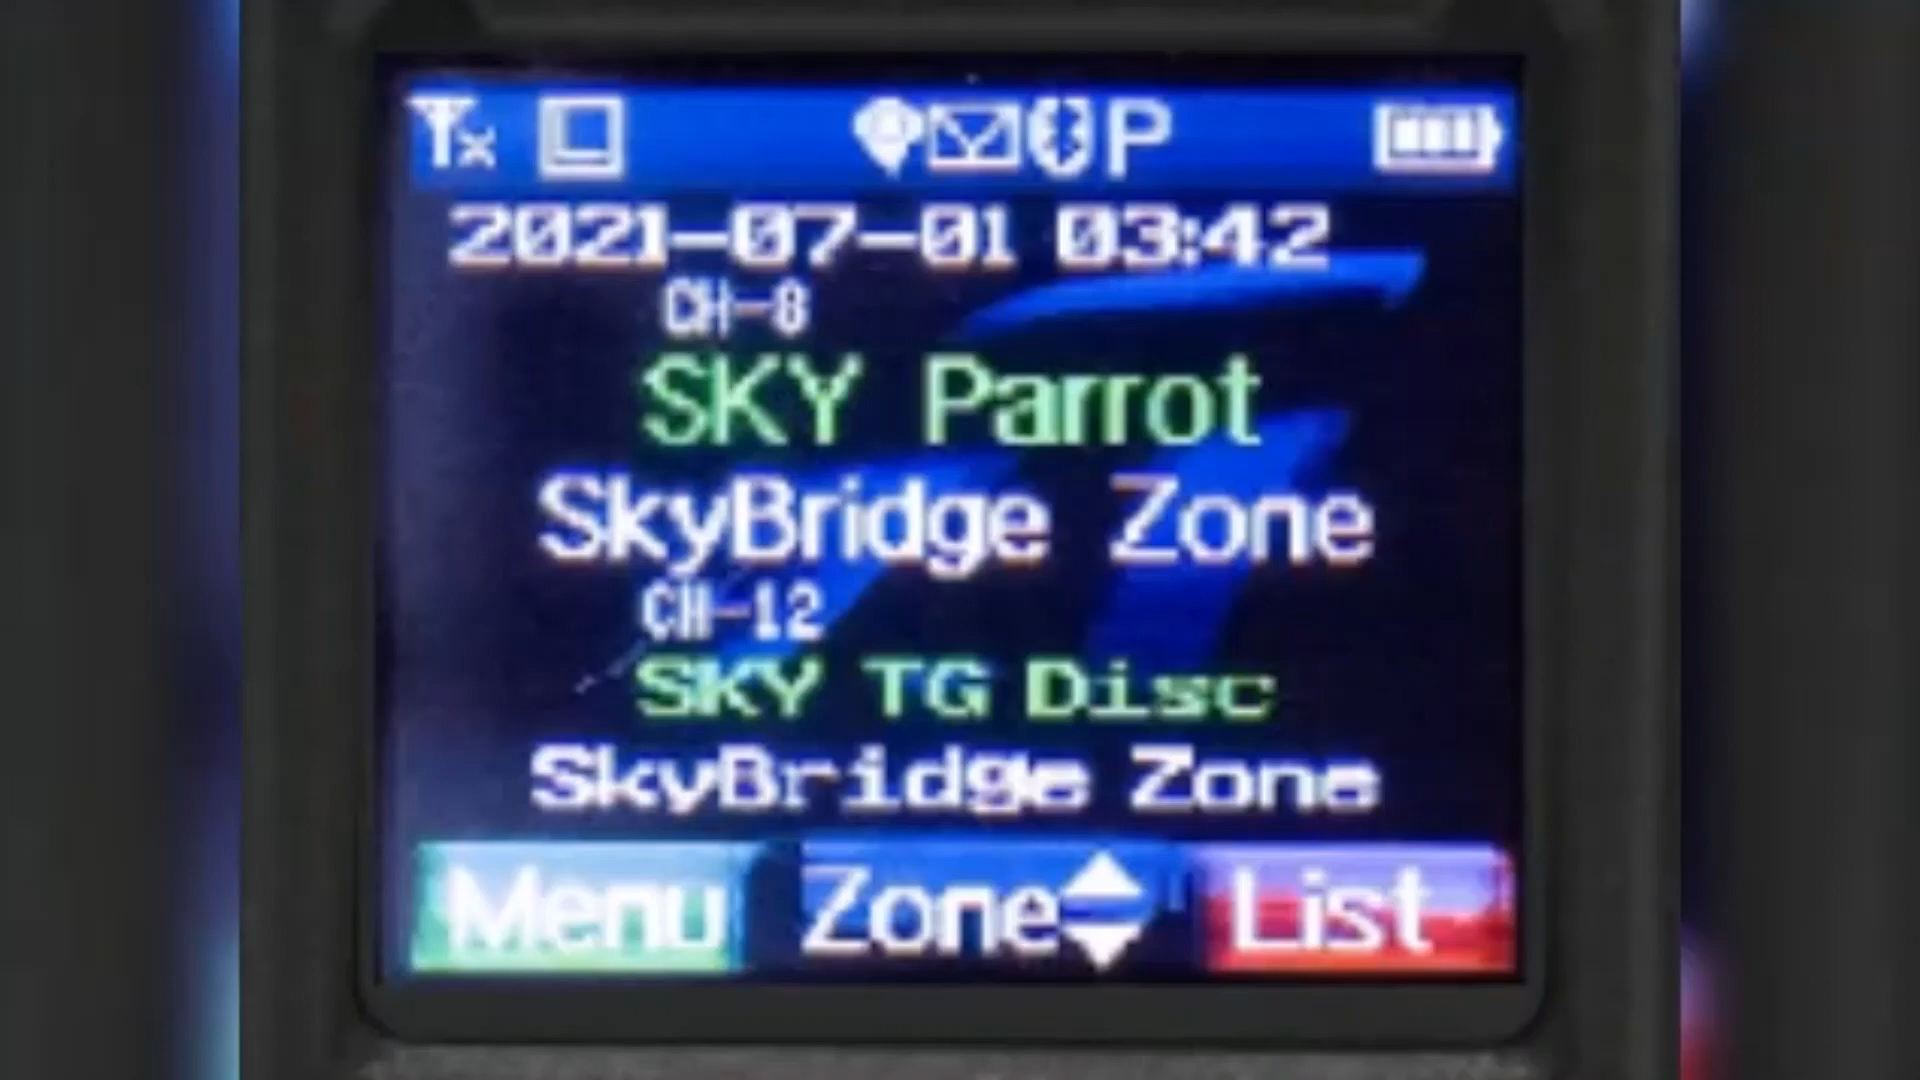 Tx P
2021-07-01 03:42
CH-8
SKY Parrot
SkyBridge Zone
CH-12
SKY TG Disc
SkyBridge Zone
Menu Zone List